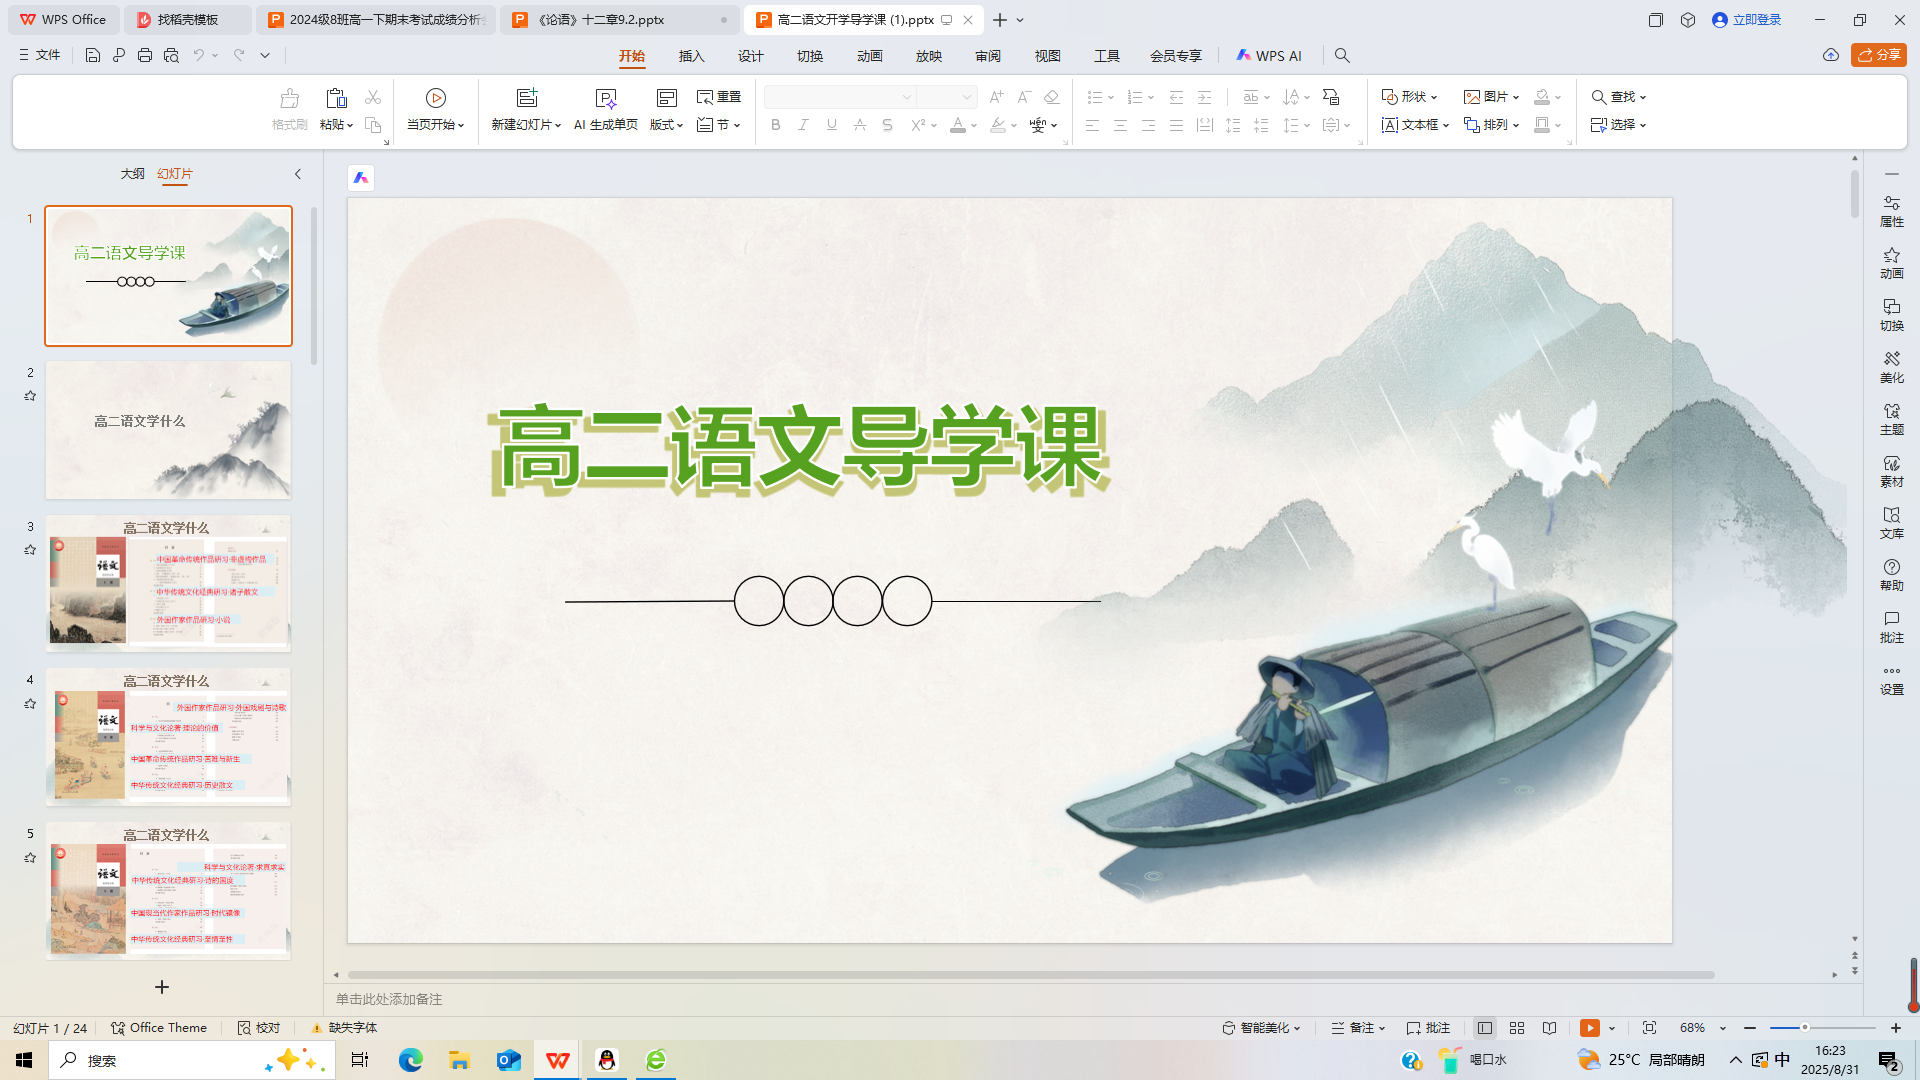 WPS Office
找稻壳模板
2024级8班高一下期末考试成绩分析
《论语》十二章9.2.pptx
高二语文开学导学课 (1).pptx
立即登录
文件
开始 插入 设计 切换 动画 放映 审阅 视图 工具 会员专享 WPS AI
分享
格式刷 粘贴 当页开始 新建幻灯片 AI 生成单页 版式 重置 节
形状 图片 查找
文本框 排列 选择
大纲 幻灯片
1
高二语文导学课
2
高二语文学什么
3
高二语文学什么
语文
中国革命传统作品研习·非虚构作品
中华传统文化经典研习·诸子散文
外国作家作品研习·小说
4
高二语文学什么
语文
外国作家作品研习·外国戏剧与诗歌
科学与文化论著·理论的价值
中国革命传统作品研习·苦难与新生
中华传统文化经典研习·历史散文
5
高二语文学什么
语文
科学与文化论著·求真求实
中华传统文化经典研习·诗的国度
中国现当代作家作品研习·时代镜像
中华传统文化经典研习·至情至性
高二语文导学课
属性
动画
切换
美化
主题
素材
文库
帮助
批注
设置
单击此处添加备注
幻灯片 1 / 24 Office Theme 校对 缺失字体 智能美化 备注 批注 68%
搜索
喝口水
25°C 局部晴朗
中
16:23
2025/8/31
2